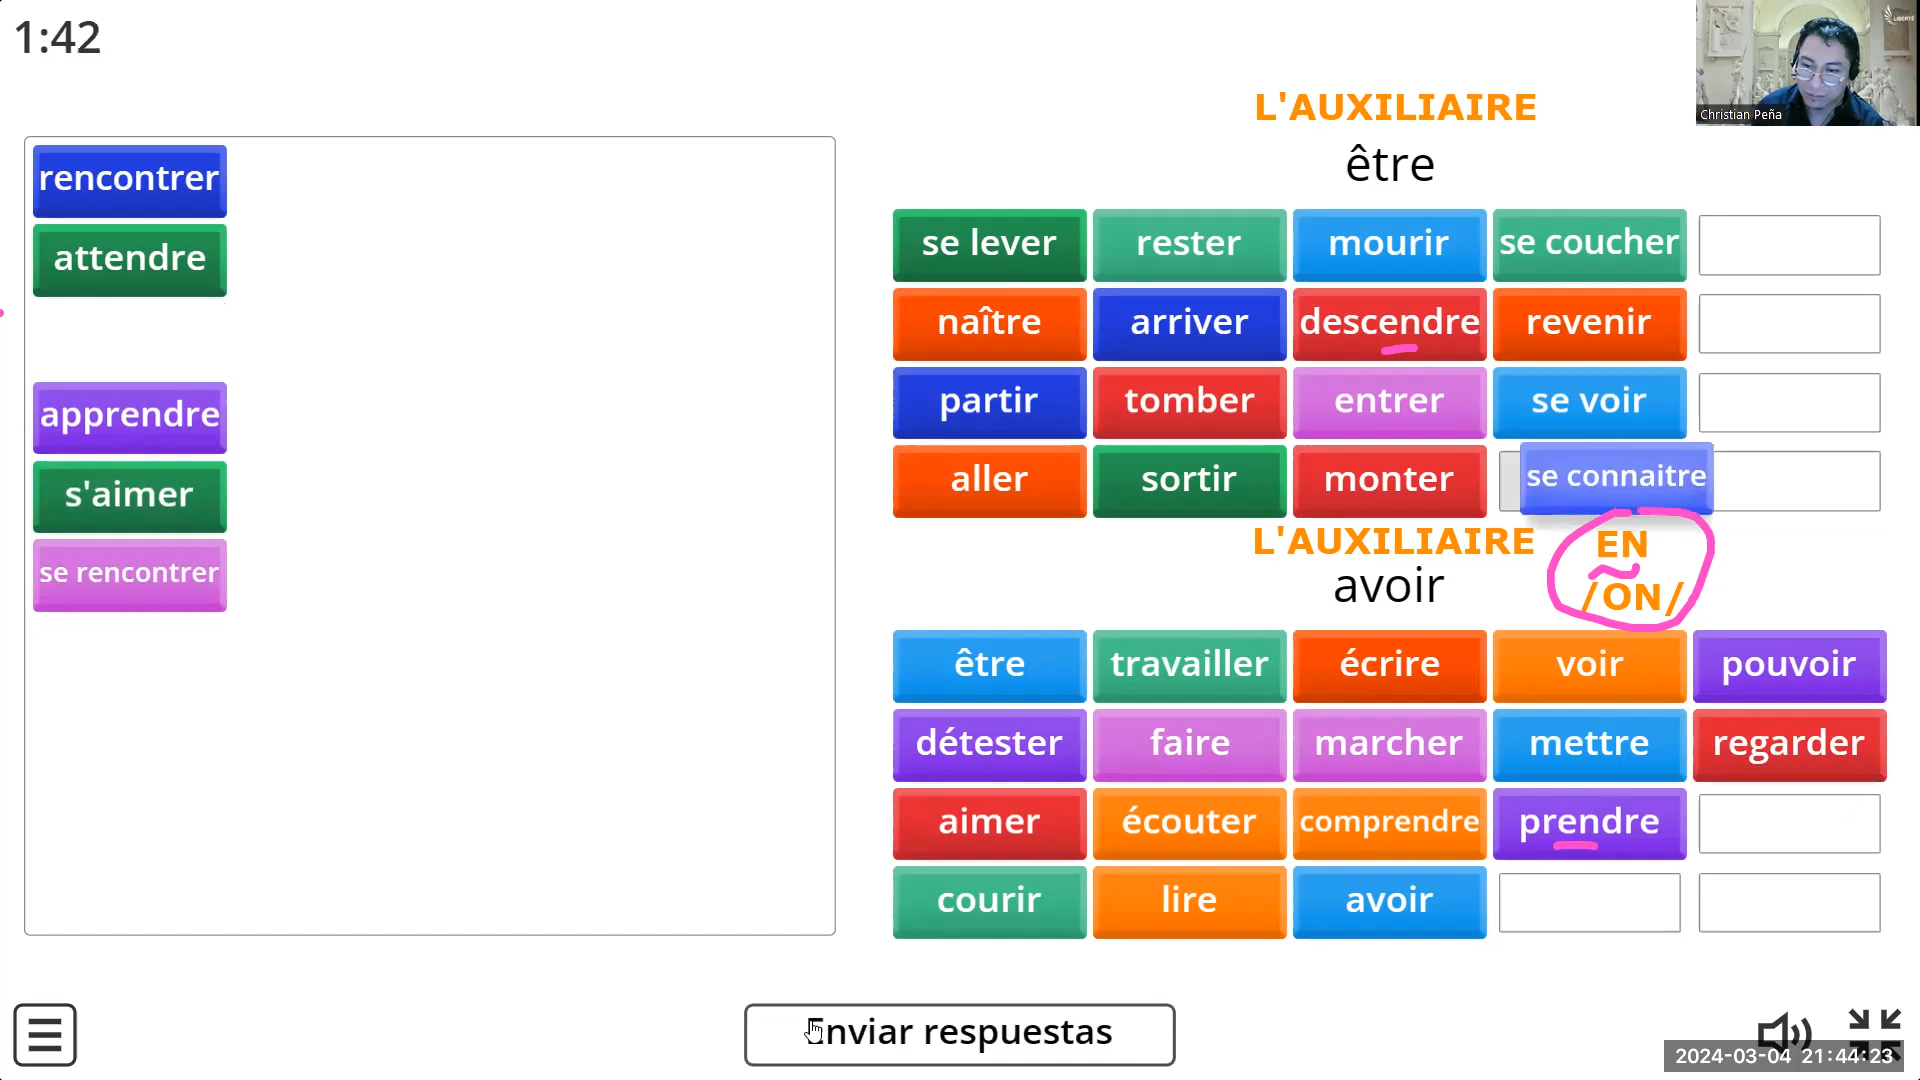 1:42
LIBERTÉ
Christian Peña
rencontrer
attendre
apprendre
s'aimer
se rencontrer
L'AUXILIAIRE
être
se lever rester mourir se coucher
naître arriver descendre revenir
partir tomber entrer se voir
aller sortir monter se connaitre
L'AUXILIAIRE EN
avoir /ON/
être travailler écrire voir pouvoir
détester faire marcher mettre regarder
aimer écouter comprendre prendre
courir lire avoir
Enviar respuestas
2024-03-04 21:44:23